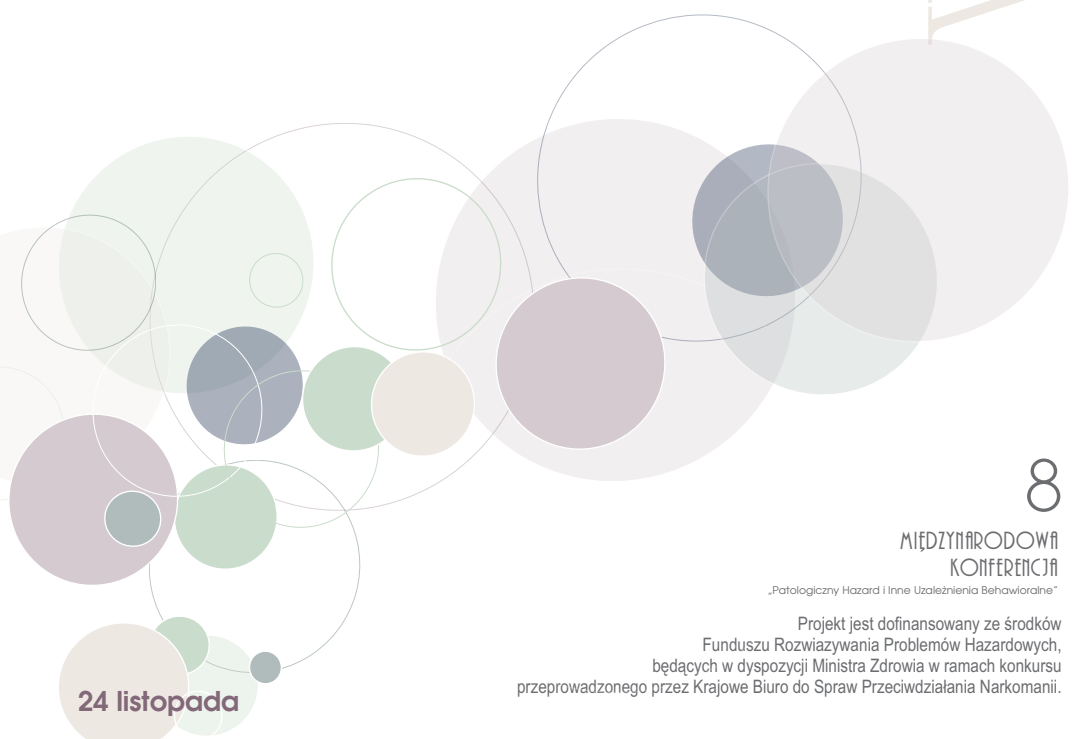 8
MIĘDZYNARODOWA
KONFERENCJA
„Patologiczny Hazard i Inne Uzależnienia Behawioralne”
Projekt jest dofinansowany ze środków
Funduszu Rozwiazywania Problemów Hazardowych,
będących w dyspozycji Ministra Zdrowia w ramach konkursu
przeprowadzonego przez Krajowe Biuro do Spraw Przeciwdziałania Narkomanii.
24 listopada